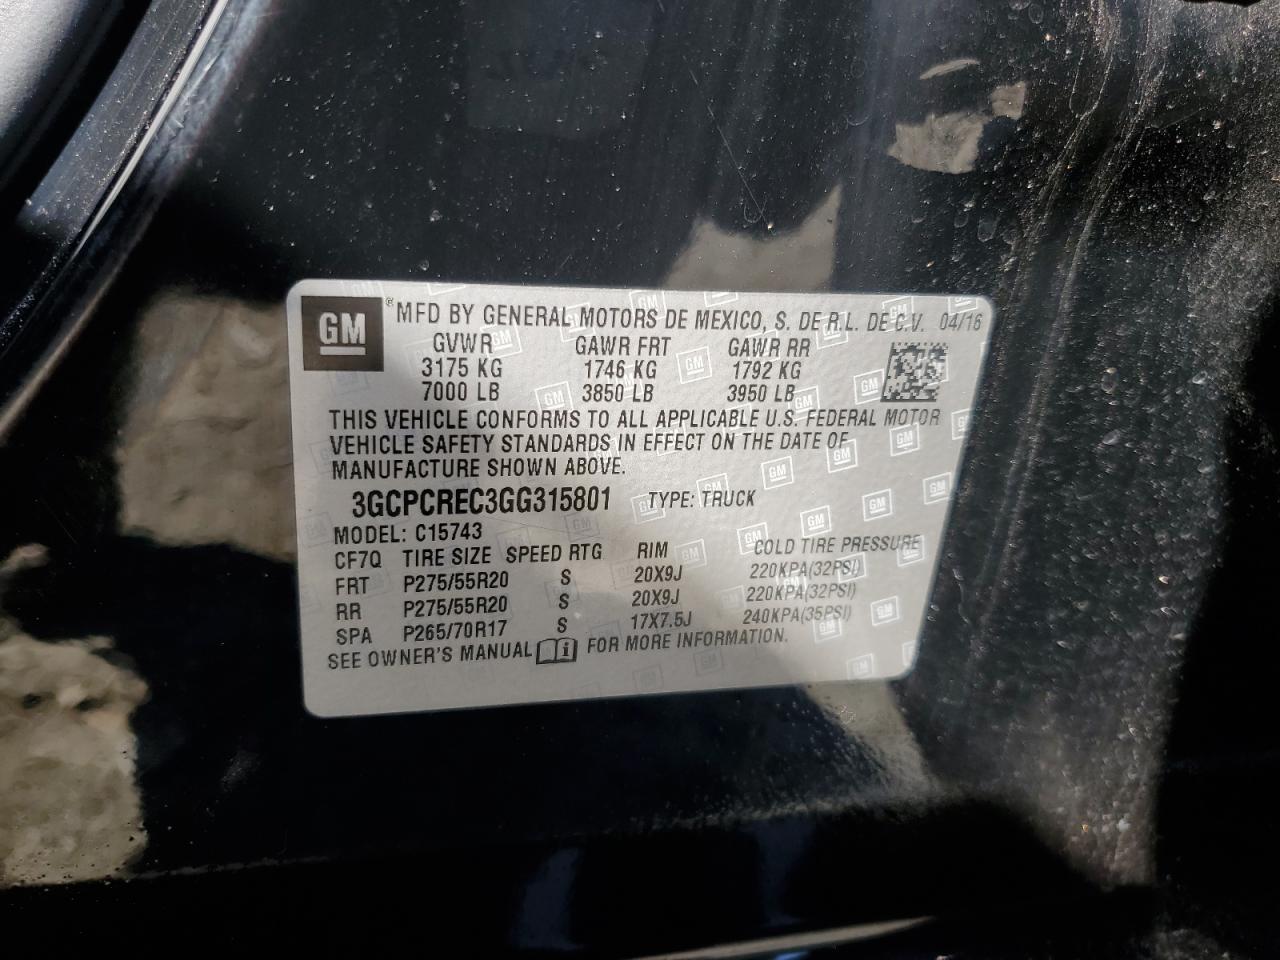 GM MFD BY GENERAL MOTORS DE MEXICO, S. DE R.L. DE C.V. 04/16
GVWR GAWR FRT GAWR RR
3175 KG 1746 KG 1792 KG
7000 LB 3850 LB 3950 LB
THIS VEHICLE CONFORMS TO ALL APPLICABLE U.S. FEDERAL MOTOR
VEHICLE SAFETY STANDARDS IN EFFECT ON THE DATE OF
MANUFACTURE SHOWN ABOVE.
3GCPCREC3GG315801 TYPE: TRUCK
MODEL: C15743
CF7Q TIRE SIZE SPEED RTG RIM COLD TIRE PRESSURE
FRT P275/55R20 S 20X9J 220KPA(32PSI)
RR P275/55R20 S 20X9J 220KPA(32PSI)
SPA P265/70R17 S 17X7.5J 240KPA(35PSI)
SEE OWNER'S MANUAL i FOR MORE INFORMATION.